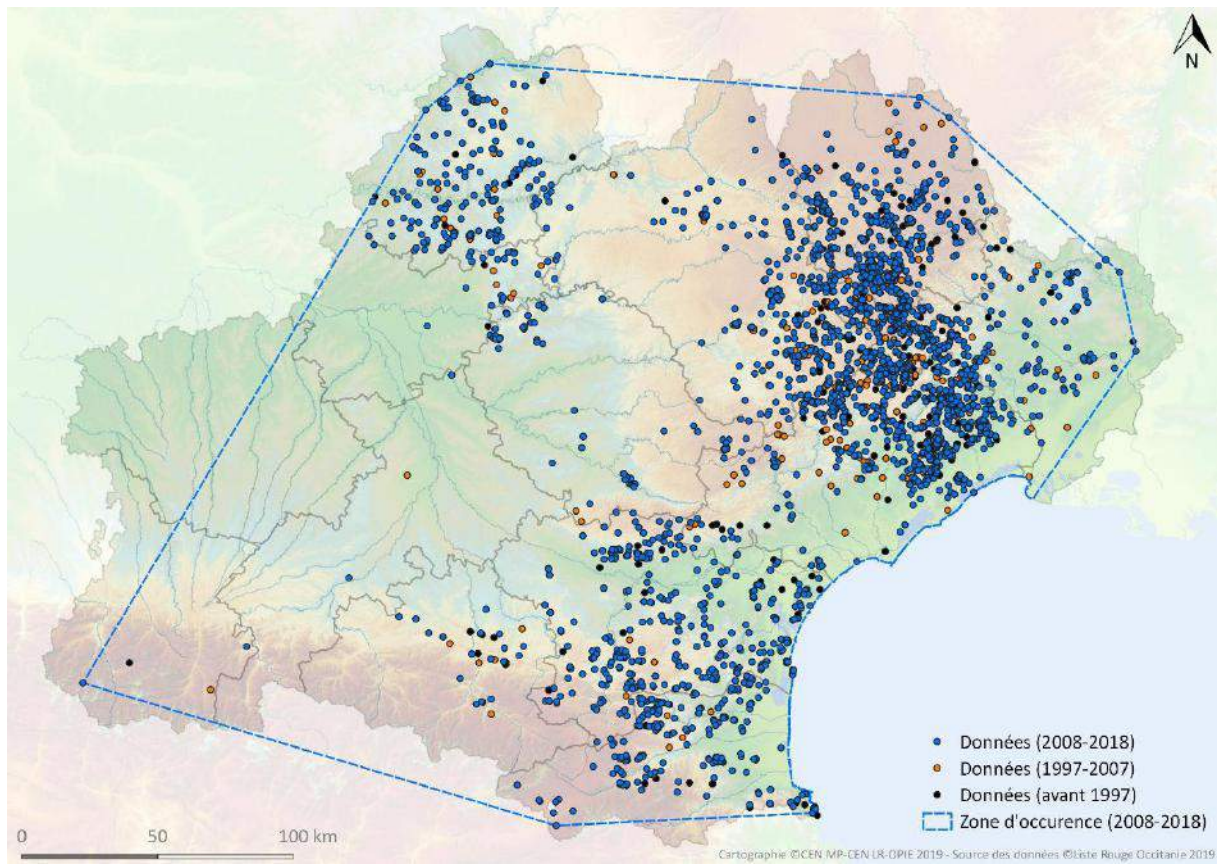 N
Données (2008-2018)
Données (1997-2007)
Données (avant 1997)
Zone d'occurence (2008-2018)
0 50 100 km
Cartographie ©CEN MP-CEN LR-OPIE 2019 - Source des données ©Liste Rouge Occitanie 2019